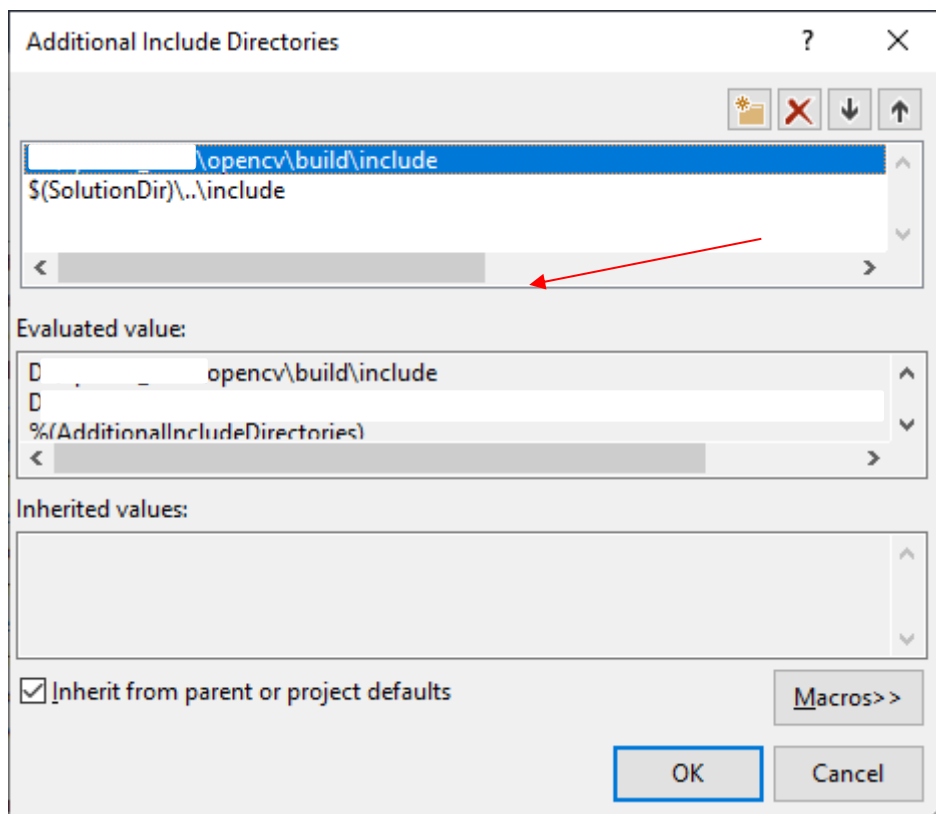 Additional Include Directories
?
\opencv\build\include
$(SolutionDir)\..\include
Evaluated value:
D opencv\build\include
D
%(AdditionalIncludeDirectories)
Inherited values:
Inherit from parent or project defaults
Macros>>
OK
Cancel